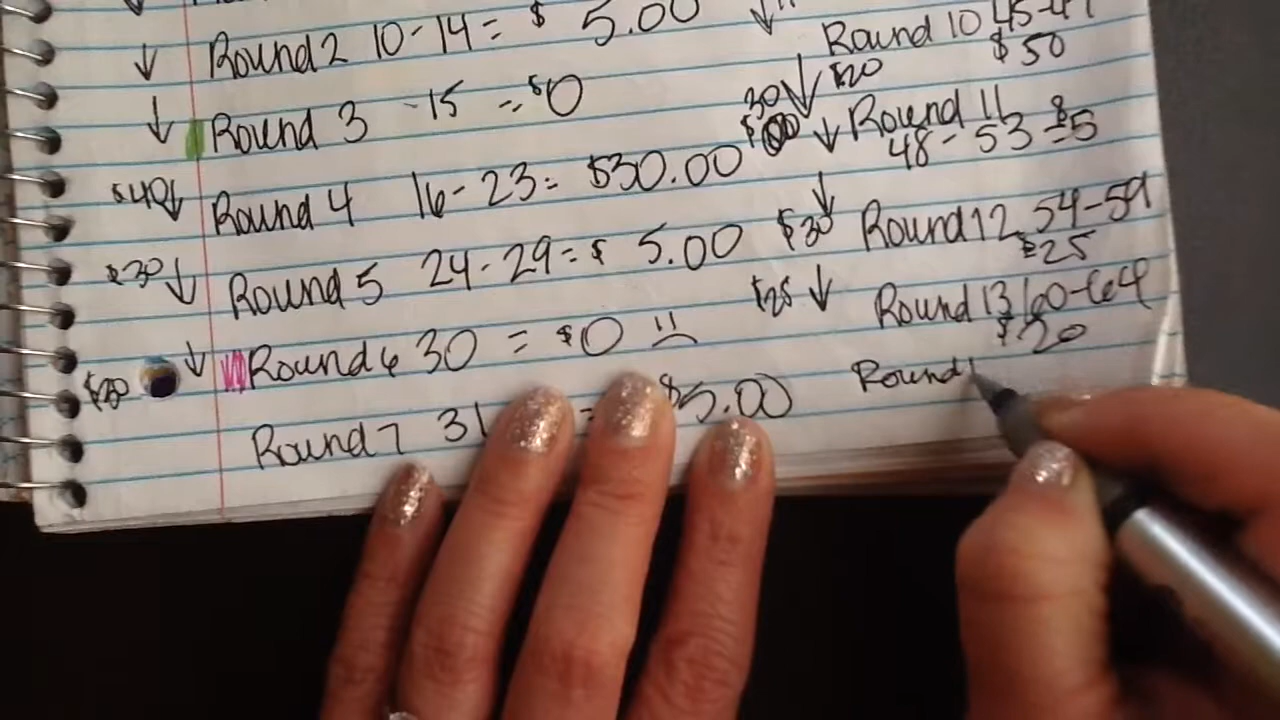 Round 2 10-14 = $ 5.00
Round 3 -15 = $0
$40 Round 4 16-23 = $30.00
$30 Round 5 24-29 = $ 5.00
Round 6 30 = $0
Round 7 31 = $5.00
Round 10 45-47
$50
30 $20
Round 11
48-53 = $5
$30 Round 12 54-59
$25
$25 Round 13 60-64
$20
Round 1